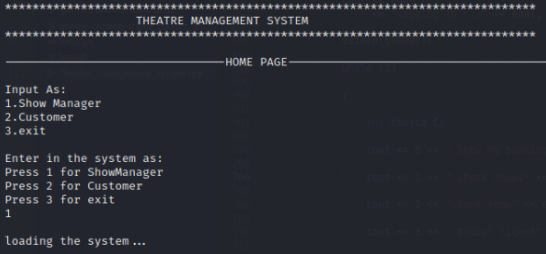 ********************************************************************************
THEATRE MANAGEMENT SYSTEM
********************************************************************************
HOME PAGE
Input As:
1.Show Manager
2.Customer
3.exit
Enter in the system as:
Press 1 for ShowManager
Press 2 for Customer
Press 3 for exit
1
loading the system...